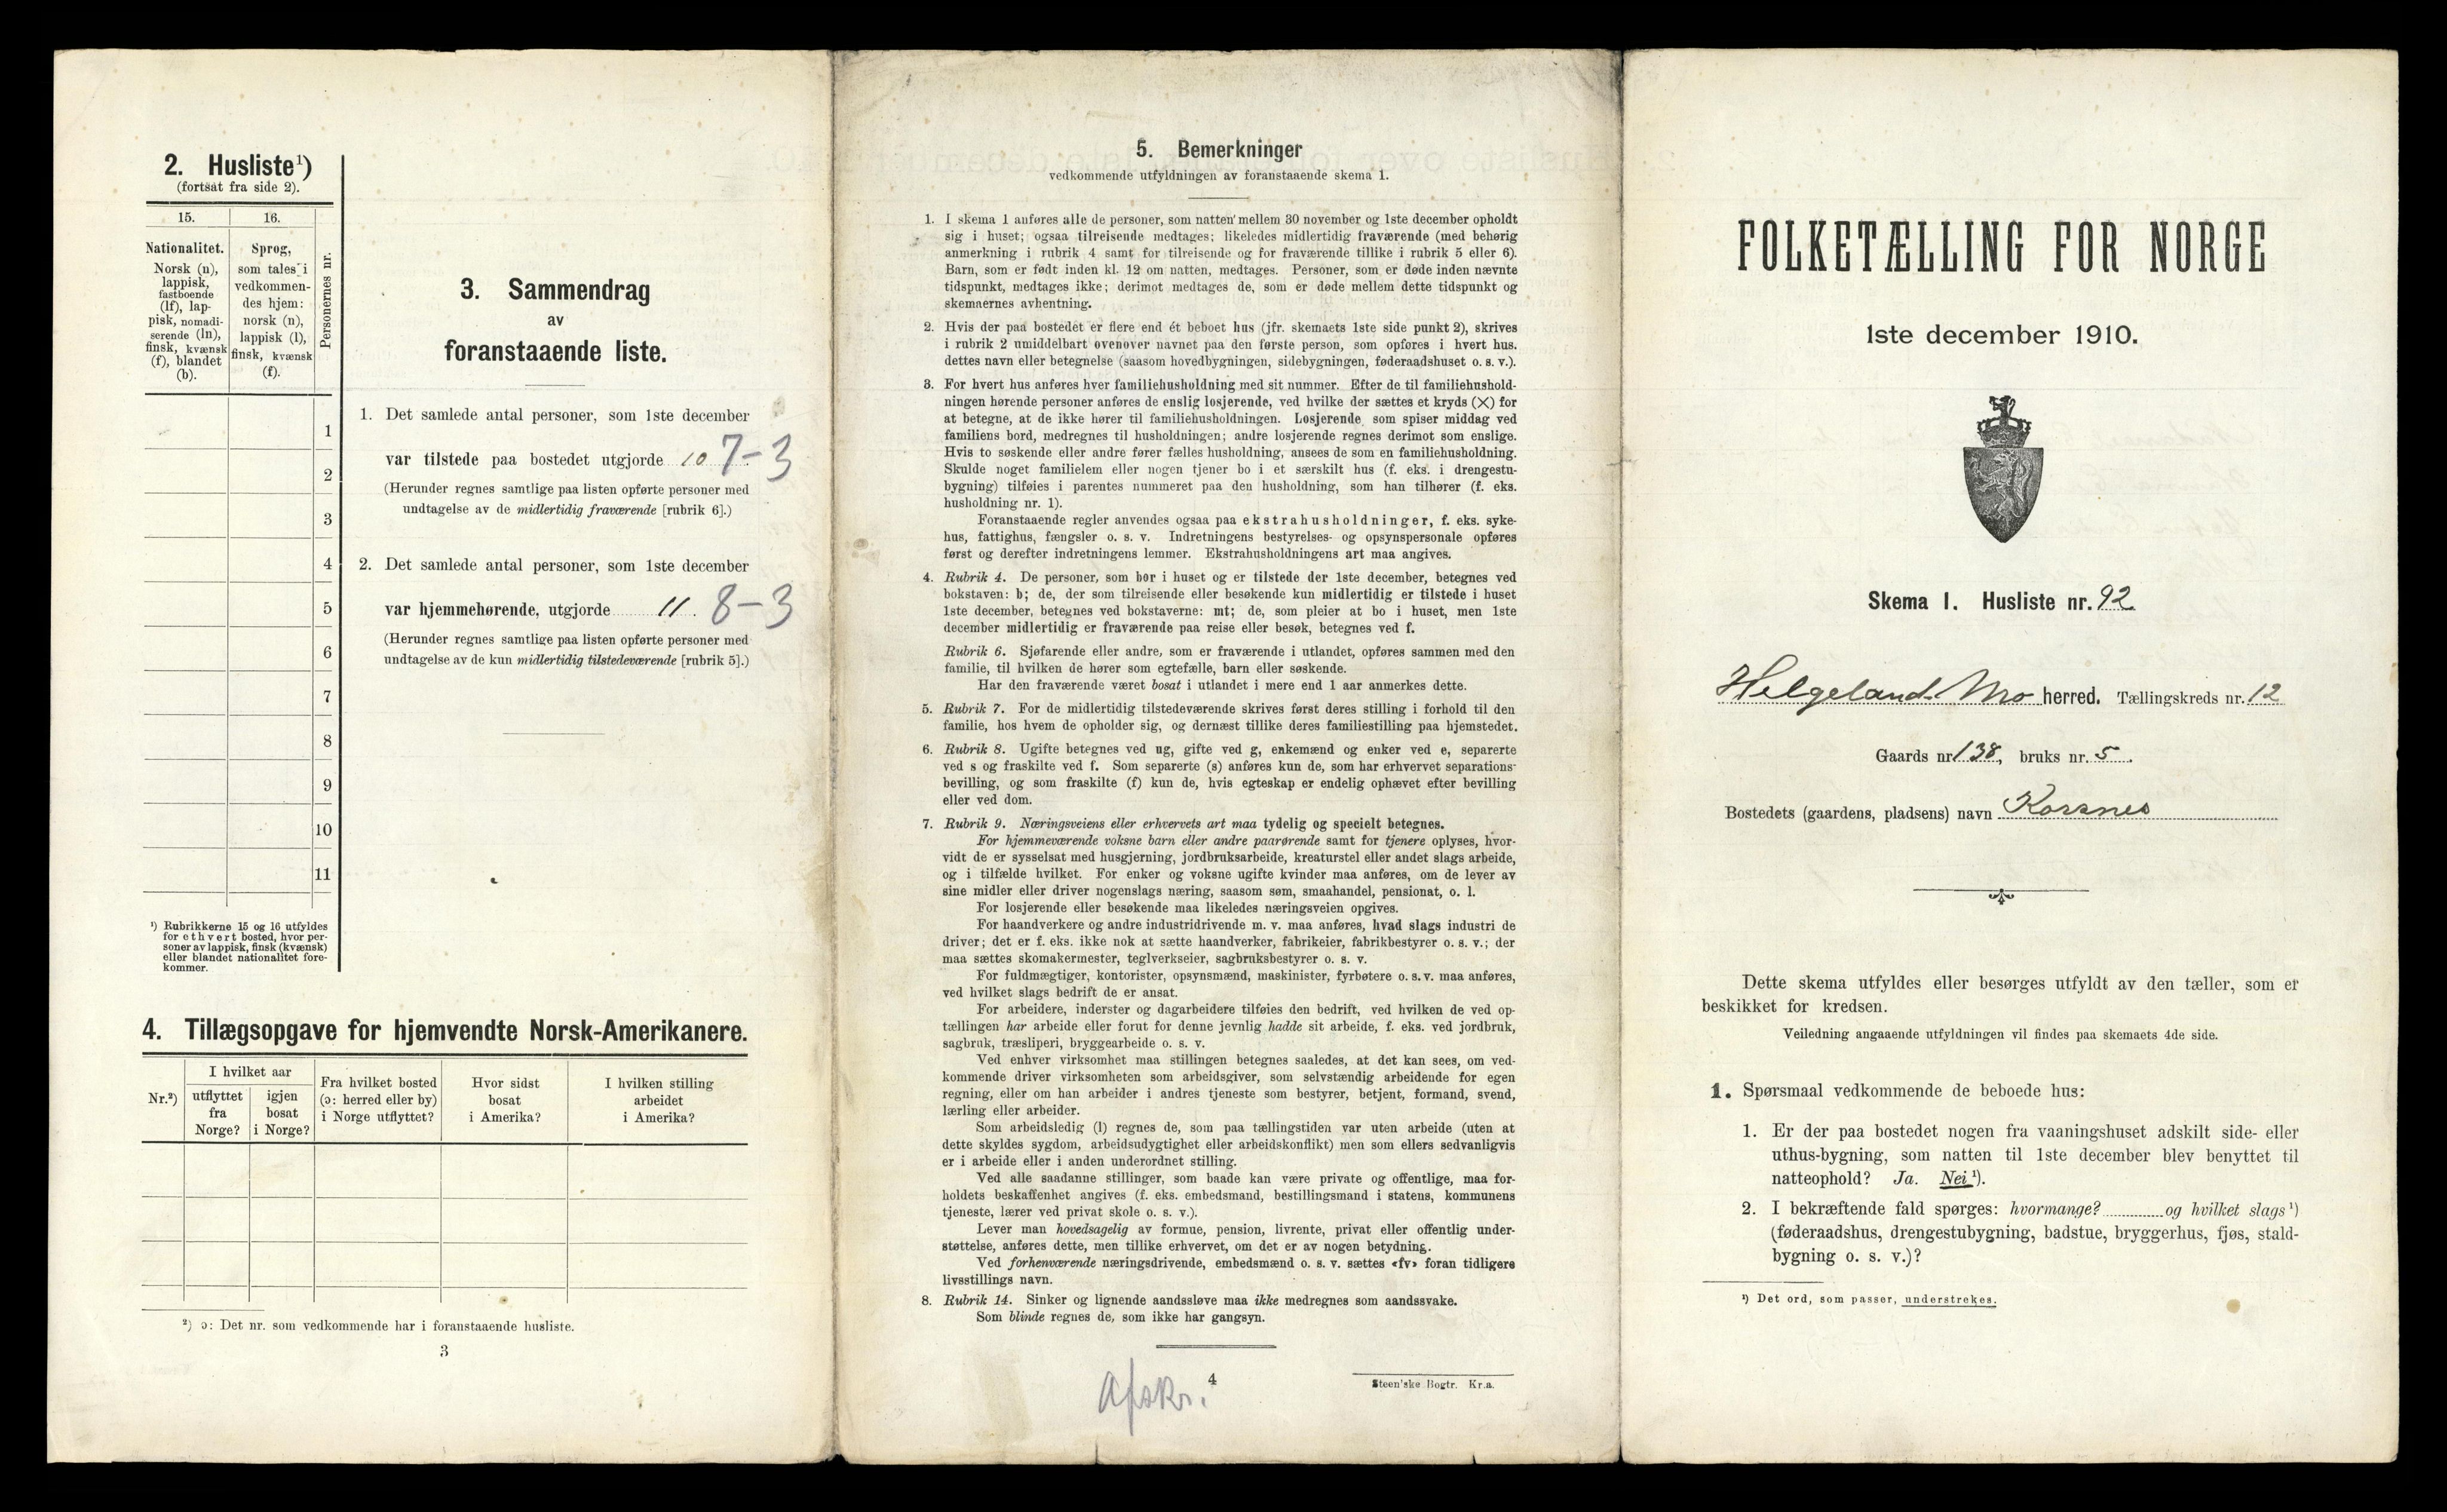 2. Husliste¹)
(fortsat fra side 2).
15. 16. Personernes nr.
Nationalitet.
Norsk (n),
lappisk,
fastboende
(lf), lap-
pisk, nomadi-
serende (ln),
finsk, kvænsk
(f), blandet
(b).
Sprog,
som tales i
vedkommen-
des hjem:
norsk (n),
lappisk (l),
finsk, kvænsk
(f).
1
2
3
4
5
6
7
8
9
10
11
¹) Rubrikkerne 15 og 16 utfyldes
for ethvert bosted, hvor per-
soner av lappisk, finsk (kvænsk)
eller blandet nationalitet fore-
kommer.
3. Sammendrag
av
foranstaaende liste.
1. Det samlede antal personer, som 1ste december
var tilstede paa bostedet utgjorde 10 7-3
(Herunder regnes samtlige paa listen opførte personer med
undtagelse av de midlertidig fraværende [rubrik 6].)
2. Det samlede antal personer, som 1ste december
var hjemmehørende, utgjorde 11. 8-3
(Herunder regnes samtlige paa listen opførte personer med
undtagelse av de kun midlertidig tilstedeværende [rubrik 5].)
4. Tillægsopgave for hjemvendte Norsk-Amerikanere.
Nr.²)
I hvilket aar
utflyttet
fra
Norge?
igjen
bosat
i Norge?
Fra hvilket bosted
(ɔ: herred eller by)
i Norge utflyttet?
Hvor sidst
bosat
i Amerika?
I hvilken stilling
arbeidet
i Amerika?
²) ɔ: Det nr. som vedkommende har i foranstaaende husliste.
3
5. Bemerkninger
vedkommende utfyldningen av foranstaaende skema 1.
1. I skema 1 anføres alle de personer, som natten mellem 30 november og 1ste december opholdt
sig i huset; ogsaa tilreisende medtages; likeledes midlertidig fraværende (med behørig
anmerkning i rubrik 4 samt for tilreisende og for fraværende tillike i rubrik 5 eller 6).
Barn, som er født inden kl. 12 om natten, medtages. Personer, som er døde inden nævnte
tidspunkt, medtages ikke; derimot medtages de, som er døde mellem dette tidspunkt og
skemaernes avhentning.
2. Hvis der paa bostedet er flere end ét beboet hus (jfr. skemaets 1ste side punkt 2), skrives
i rubrik 2 umiddelbart ovenover navnet paa den første person, som opføres i hvert hus.
dettes navn eller betegnelse (saasom hovedbygningen, sidebygningen, føderaadshuset o. s. v.).
3. For hvert hus anføres hver familiehusholdning med sit nummer. Efter de til familiehushold-
ningen hørende personer anføres de enslig losjerende, ved hvilke der sættes et kryds (×) for
at betegne, at de ikke hører til familiehusholdningen. Losjerende som spiser middag ved
familiens bord, medregnes til husholdningen; andre losjerende regnes derimot som enslige.
Hvis to søskende eller andre fører fælles husholdning, ansees de som en familiehusholdning.
Skulde noget familielem eller nogen tjener bo i et særskilt hus (f. eks. i drengestu-
bygning) tilføies i parentes nummeret paa den husholdning, som han tilhører (f. eks.
husholdning nr. 1).
Foranstaaende regler anvendes ogsaa paa ekstrahusholdninger, f. eks. syke-
hus, fattighus, fængsler o. s. v. Indretningens bestyrelses- og opsynspersonale opføres
først og derefter indretningens lemmer. Ekstrahusholdningens art maa angives.
4. Rubrik 4. De personer, som bor i huset og er tilstede der 1ste december, betegnes ved
bokstaven: b; de, der som tilreisende eller besøkende kun midlertidig er tilstede i huset
1ste december, betegnes ved bokstaverne: mt; de, som pleier at bo i huset, men 1ste
december midlertidig er fraværende paa reise eller besøk, betegnes ved f.
Rubrik 6. Sjøfarende eller andre, som er fraværende i utlandet, opføres sammen med den
familie, til hvilken de hører som egtefælle, barn eller søskende.
Har den fraværende været bosat i utlandet i mere end 1 aar anmerkes dette.
5. Rubrik 7. For de midlertidig tilstedeværende skrives først deres stilling i forhold til den
familie, hos hvem de opholder sig, og dernæst tillike deres familiestilling paa hjemstedet.
6. Rubrik 8. Ugifte betegnes ved ug, gifte ved g, enkemænd og enker ved e, separerte
ved s og fraskilte ved f. Som separerte (s) anføres kun de, som har erhvervet separations-
bevilling, og som fraskilte (f) kun de, hvis egteskap er endelig ophævet efter bevilling
eller ved dom.
7. Rubrik 9. Næringsveiens eller erhvervets art maa tydelig og specielt betegnes.
For hjemmeværende voksne barn eller andre paarørende samt for tjenere oplyses, hvor-
vidt de er sysselsat med husgjerning, jordbruksarbeide, kreaturstel eller andet slags arbeide,
og i tilfælde hvilket. For enker og voksne ugifte kvinder maa anføres, om de lever av
sine midler eller driver nogenslags næring, saasom søm, smaahandel, pensionat, o. l.
For losjerende eller besøkende maa likeledes næringsveien opgives.
For haandverkere og andre industridrivende m. v. maa anføres, hvad slags industri de
driver; det er f. eks. ikke nok at sætte haandverker, fabrikeier, fabrikbestyrer o. s. v.; der
maa sættes skomakermester, teglverkseier, sagbruksbestyrer o. s. v.
For fuldmægtiger, kontorister, opsynsmænd, maskinister, fyrbøtere o. s. v. maa anføres,
ved hvilket slags bedrift de er ansat.
For arbeidere, inderster og dagarbeidere tilføies den bedrift, ved hvilken de ved op-
tællingen har arbeide eller forut for denne jevnlig hadde sit arbeide, f. eks. ved jordbruk,
sagbruk, træsliperi, bryggearbeide o. s. v.
Ved enhver virksomhet maa stillingen betegnes saaledes, at det kan sees, om ved-
kommende driver virksomheten som arbeidsgiver, som selvstændig arbeidende for egen
regning, eller om han arbeider i andres tjeneste som bestyrer, betjent, formand, svend,
lærling eller arbeider.
Som arbeidsledig (l) regnes de, som paa tællingstiden var uten arbeide (uten at
dette skyldes sygdom, arbeidsudygtighet eller arbeidskonflikt) men som ellers sedvanligvis
er i arbeide eller i anden underordnet stilling.
Ved alle saadanne stillinger, som baade kan være private og offentlige, maa for-
holdets beskaffenhet angives (f. eks. embedsmand, bestillingsmand i statens, kommunens
tjeneste, lærer ved privat skole o. s. v.).
Lever man hovedsagelig av formue, pension, livrente, privat eller offentlig under-
støttelse, anføres dette, men tillike erhvervet, om det er av nogen betydning.
Ved forhenværende næringsdrivende, embedsmænd o. s. v. sættes «fv» foran tidligere
livsstillings navn.
8. Rubrik 14. Sinker og lignende aandssløve maa ikke medregnes som aandssvake.
Som blinde regnes de, som ikke har gangsyn.
4
Afskr.
Steen'ske Bogtr. Kr.a.
FOLKETÆLLING FOR NORGE
1ste december 1910.
Skema 1. Husliste nr. 92
Helgeland-Mo herred. Tællingskreds nr. 12
Gaards nr. 138, bruks nr. 5.
Bostedets (gaardens, pladsens) navn Korsnes
Dette skema utfyldes eller besørges utfyldt av den tæller, som er
beskikket for kredsen.
Veiledning angaaende utfyldningen vil findes paa skemaets 4de side.
1. Spørsmaal vedkommende de beboede hus:
1. Er der paa bostedet nogen fra vaaningshuset adskilt side- eller
uthus-bygning, som natten til 1ste december blev benyttet til
natteophold? Ja. Nei ¹).
2. I bekræftende fald spørges: hvormange? og hvilket slags ¹)
(føderaadshus, drengestubygning, badstue, bryggerhus, fjøs, stald-
bygning o. s. v.)?
¹) Det ord, som passer, understrekes.